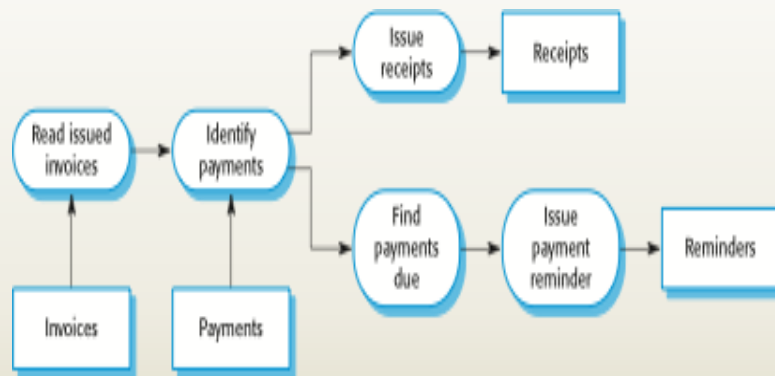 Issue
receipts
Receipts
Read issued
invoices
Identify
payments
Find
payments
due
Issue
payment
reminder
Reminders
Invoices
Payments